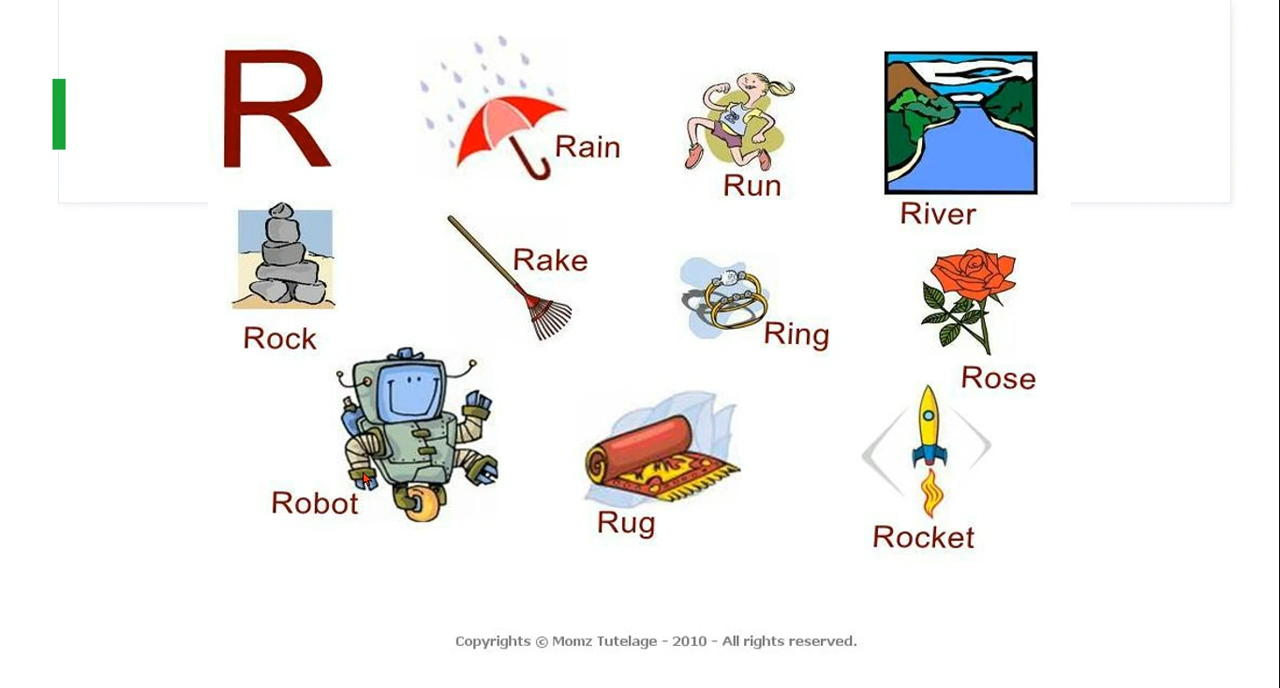 R
Rain
Run
River
Rock
Rake
Ring
Rose
Robot
Rug
Rocket
Copyrights © Momz Tutelage - 2010 - All rights reserved.